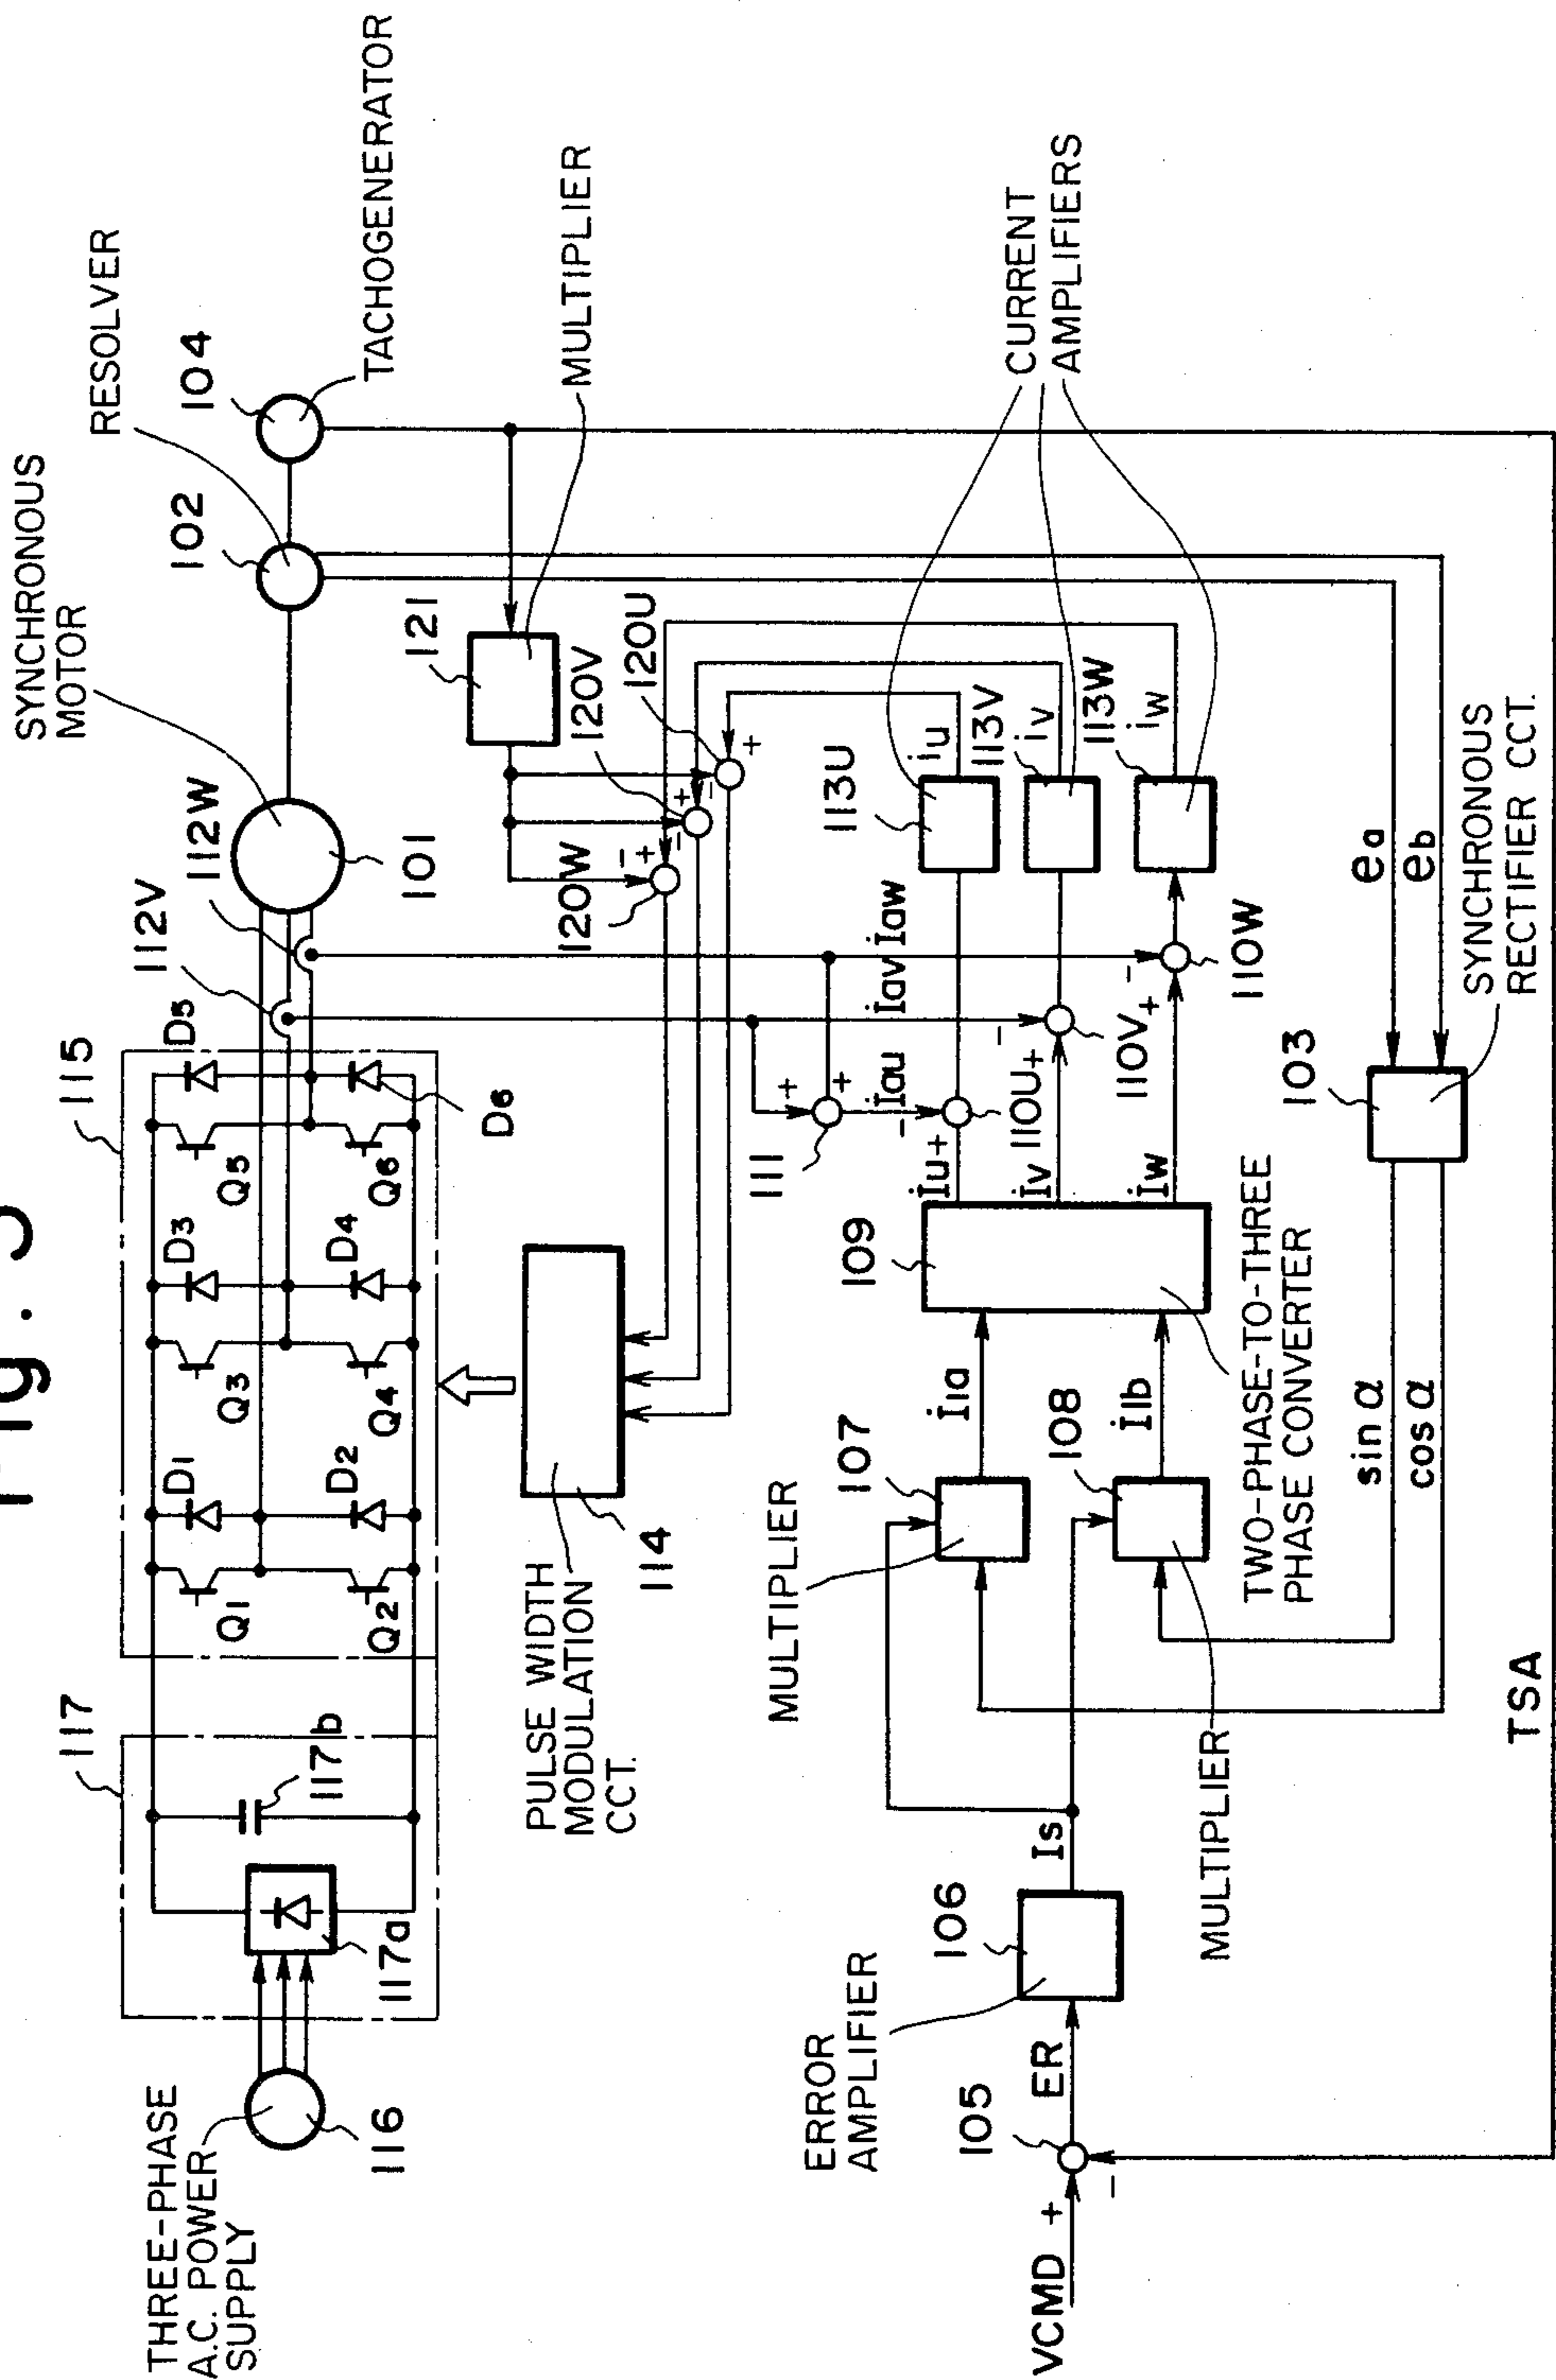 Fig. 5
THREE-PHASE
A.C. POWER
SUPPLY
116
117
117a
117b
115
Q1
D1
Q2
D2
Q3
D3
Q4
D4
Q5
D5
Q6
D6
112V
112W
101
SYNCHRONOUS
MOTOR
102
RESOLVER
104
TACHOGENERATOR
PULSE WIDTH
MODULATION
CCT.
114
120W
120V
120U
- +
- +
- +
121
MULTIPLIER
VCMD +
-
105
ER
ERROR
AMPLIFIER
106
Is
MULTIPLIER
107
I1a
MULTIPLIER
108
I1b
109
TWO-PHASE-TO-THREE
PHASE CONVERTER
Iu+
Iv
Iw
111
+
+
- Iau
Iav
Iaw
110U+
-
110V+
-
110W
113U
iu
113V
iv
113W
iw
CURRENT
AMPLIFIERS
sin α
cos α
103
SYNCHRONOUS
RECTIFIER CCT.
ea
eb
TSA